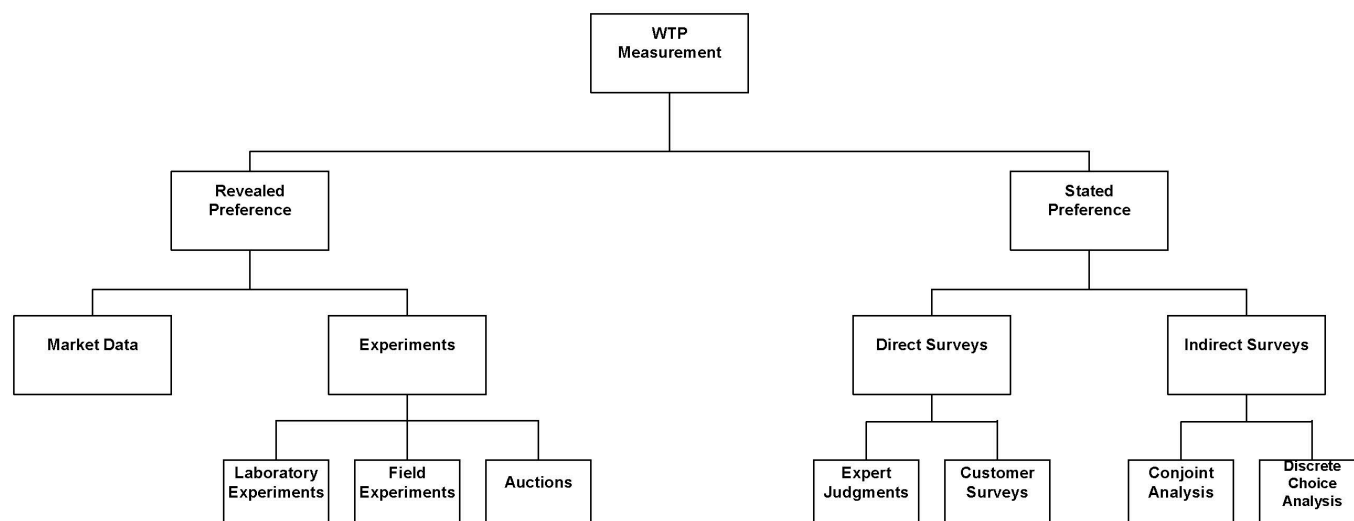 WTP
Measurement
Revealed
Preference
Stated
Preference
Market Data
Experiments
Direct Surveys
Indirect Surveys
Laboratory
Experiments
Field
Experiments
Auctions
Expert
Judgments
Customer
Surveys
Conjoint
Analysis
Discrete
Choice
Analysis